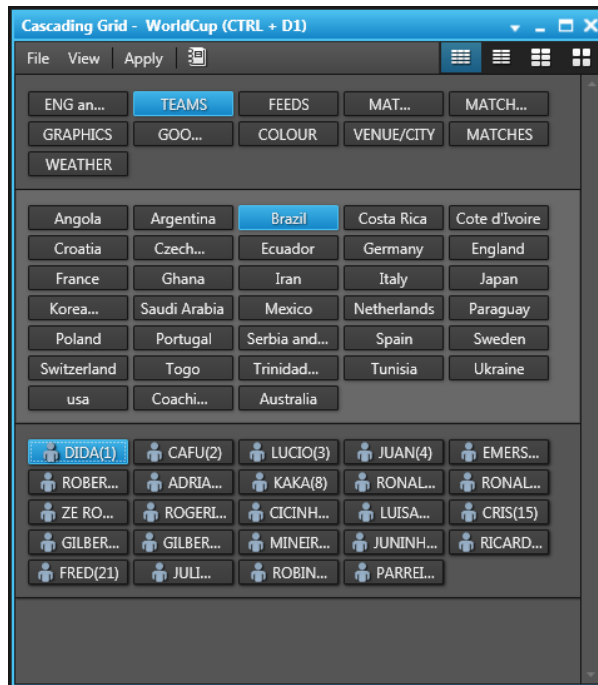 Cascading Grid - WorldCup (CTRL + D1)
File View Apply
ENG an... TEAMS FEEDS MAT... MATCH...
GRAPHICS GOO... COLOUR VENUE/CITY MATCHES
WEATHER
Angola Argentina Brazil Costa Rica Cote d'Ivoire
Croatia Czech... Ecuador Germany England
France Ghana Iran Italy Japan
Korea... Saudi Arabia Mexico Netherlands Paraguay
Poland Portugal Serbia and... Spain Sweden
Switzerland Togo Trinidad... Tunisia Ukraine
usa Coachi... Australia
DIDA(1) CAFU(2) LUCIO(3) JUAN(4) EMERS...
ROBER... ADRIA... KAKA(8) RONAL... RONAL...
ZE RO... ROGERI... CICINH... LUISA... CRIS(15)
GILBER... GILBER... MINEIR... JUNINH... RICARD...
FRED(21) JULI... ROBIN... PARREI...